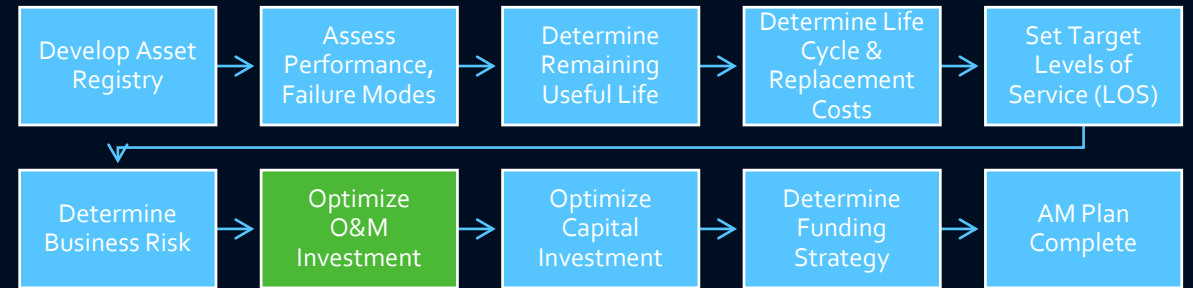 Develop Asset
Registry
Assess
Performance,
Failure Modes
Determine
Remaining
Useful Life
Determine Life
Cycle &
Replacement
Costs
Set Target
Levels of
Service (LOS)
Determine
Business Risk
Optimize
O&M
Investment
Optimize
Capital
Investment
Determine
Funding
Strategy
AM Plan
Complete